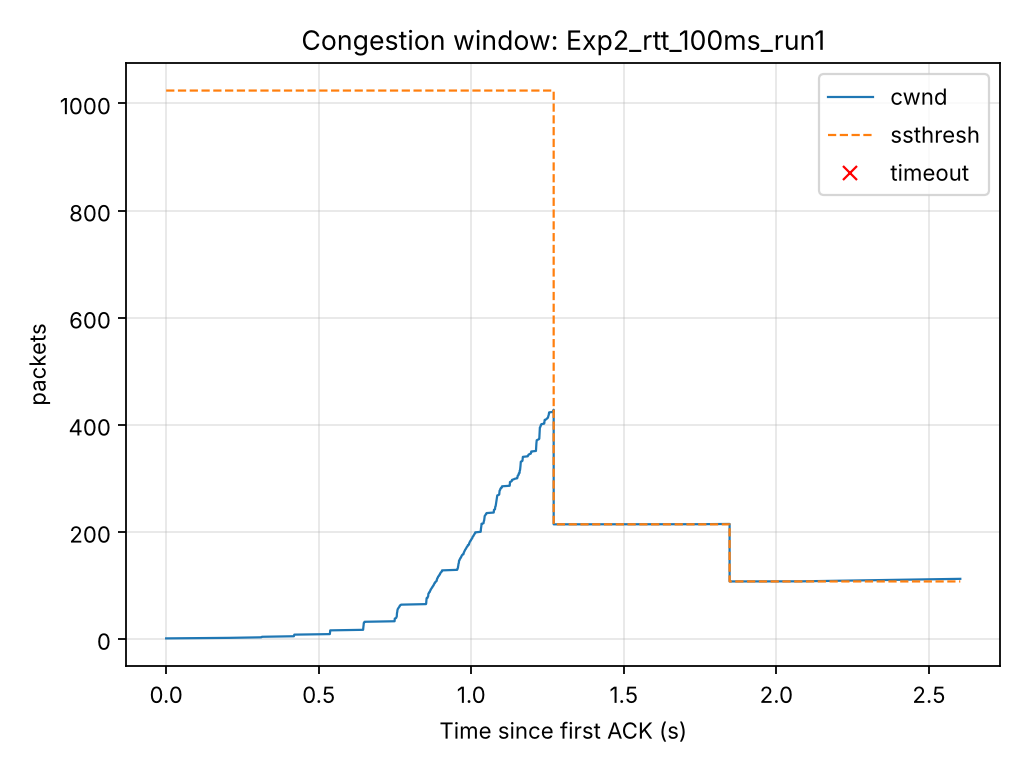 Congestion window: Exp2_rtt_100ms_run1
cwnd
ssthresh
timeout
packets
1000
800
600
400
200
0
0.0 0.5 1.0 1.5 2.0 2.5
Time since first ACK (s)